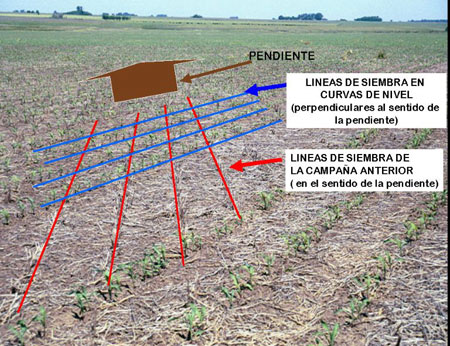 PENDIENTE
LINEAS DE SIEMBRA EN
CURVAS DE NIVEL
(perpendiculares al sentido de
la pendiente)
LINEAS DE SIEMBRA DE
LA CAMPAÑA ANTERIOR
( en el sentido de la pendiente)